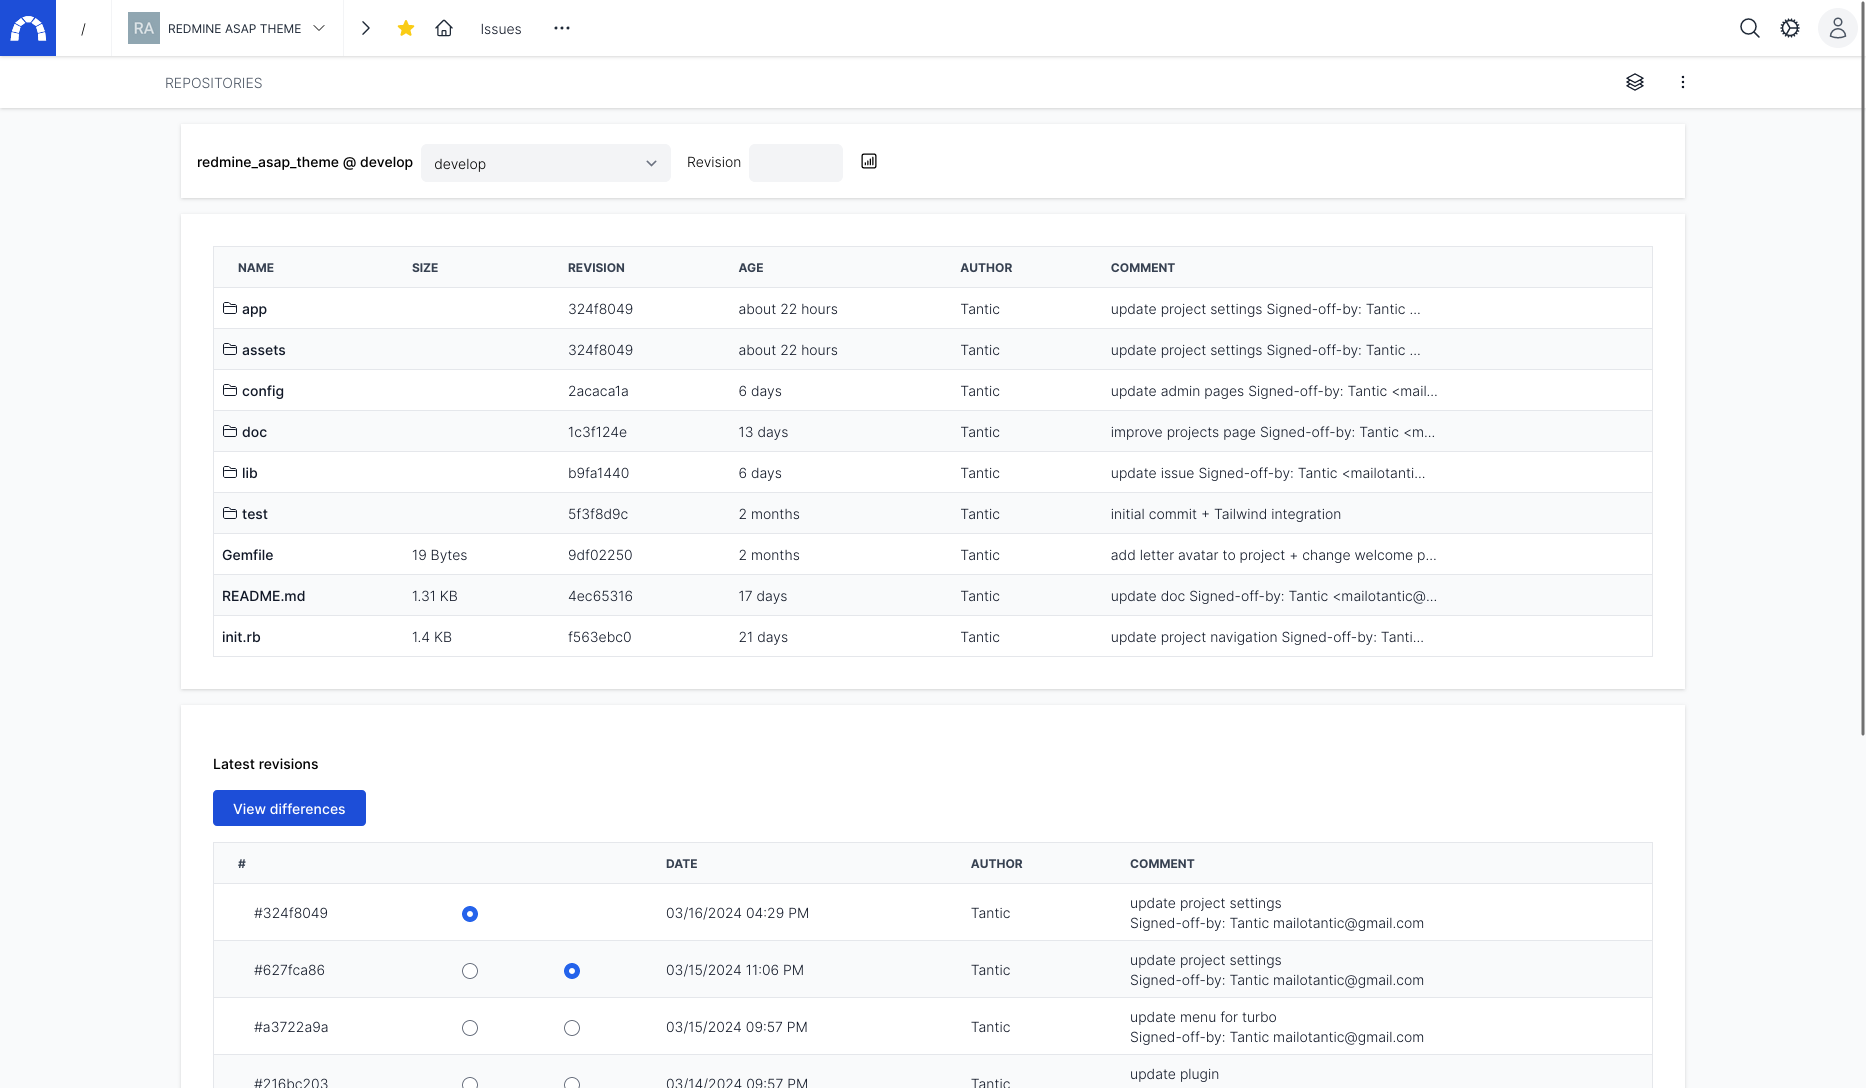 / RA REDMINE ASAP THEME Issues
REPOSITORIES
redmine_asap_theme @ develop develop Revision
NAME SIZE REVISION AGE AUTHOR COMMENT
app 324f8049 about 22 hours Tantic update project settings Signed-off-by: Tantic ...
assets 324f8049 about 22 hours Tantic update project settings Signed-off-by: Tantic ...
config 2acaca1a 6 days Tantic update admin pages Signed-off-by: Tantic <mail...
doc 1c3f124e 13 days Tantic improve projects page Signed-off-by: Tantic <m...
lib b9fa1440 6 days Tantic update issue Signed-off-by: Tantic <mailotanti...
test 5f3f8d9c 2 months Tantic initial commit + Tailwind integration
Gemfile 19 Bytes 9df02250 2 months Tantic add letter avatar to project + change welcome p...
README.md 1.31 KB 4ec65316 17 days Tantic update doc Signed-off-by: Tantic <mailotantic@...
init.rb 1.4 KB f563ebc0 21 days Tantic update project navigation Signed-off-by: Tanti...
Latest revisions
View differences
# DATE AUTHOR COMMENT
#324f8049 03/16/2024 04:29 PM Tantic update project settings
Signed-off-by: Tantic mailotantic@gmail.com
#627fca86 03/15/2024 11:06 PM Tantic update project settings
Signed-off-by: Tantic mailotantic@gmail.com
#a3722a9a 03/15/2024 09:57 PM Tantic update menu for turbo
Signed-off-by: Tantic mailotantic@gmail.com
#216bc203 03/14/2024 09:57 PM Tantic update plugin